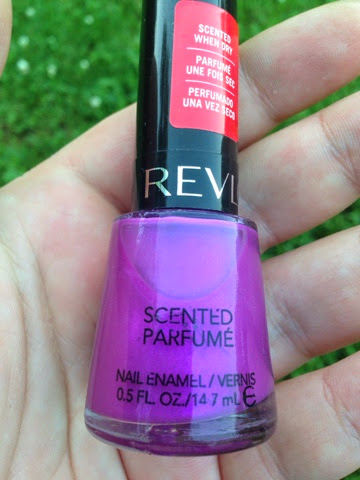 SCENTED
WHEN DRY
PARFUMÉ
UNE FOIS SEC
PERFUMADO
UNA VEZ SECO
REVL
SCENTED
PARFUMÉ
NAIL ENAMEL/VERNIS
0.5 FL. OZ./14.7 mL e